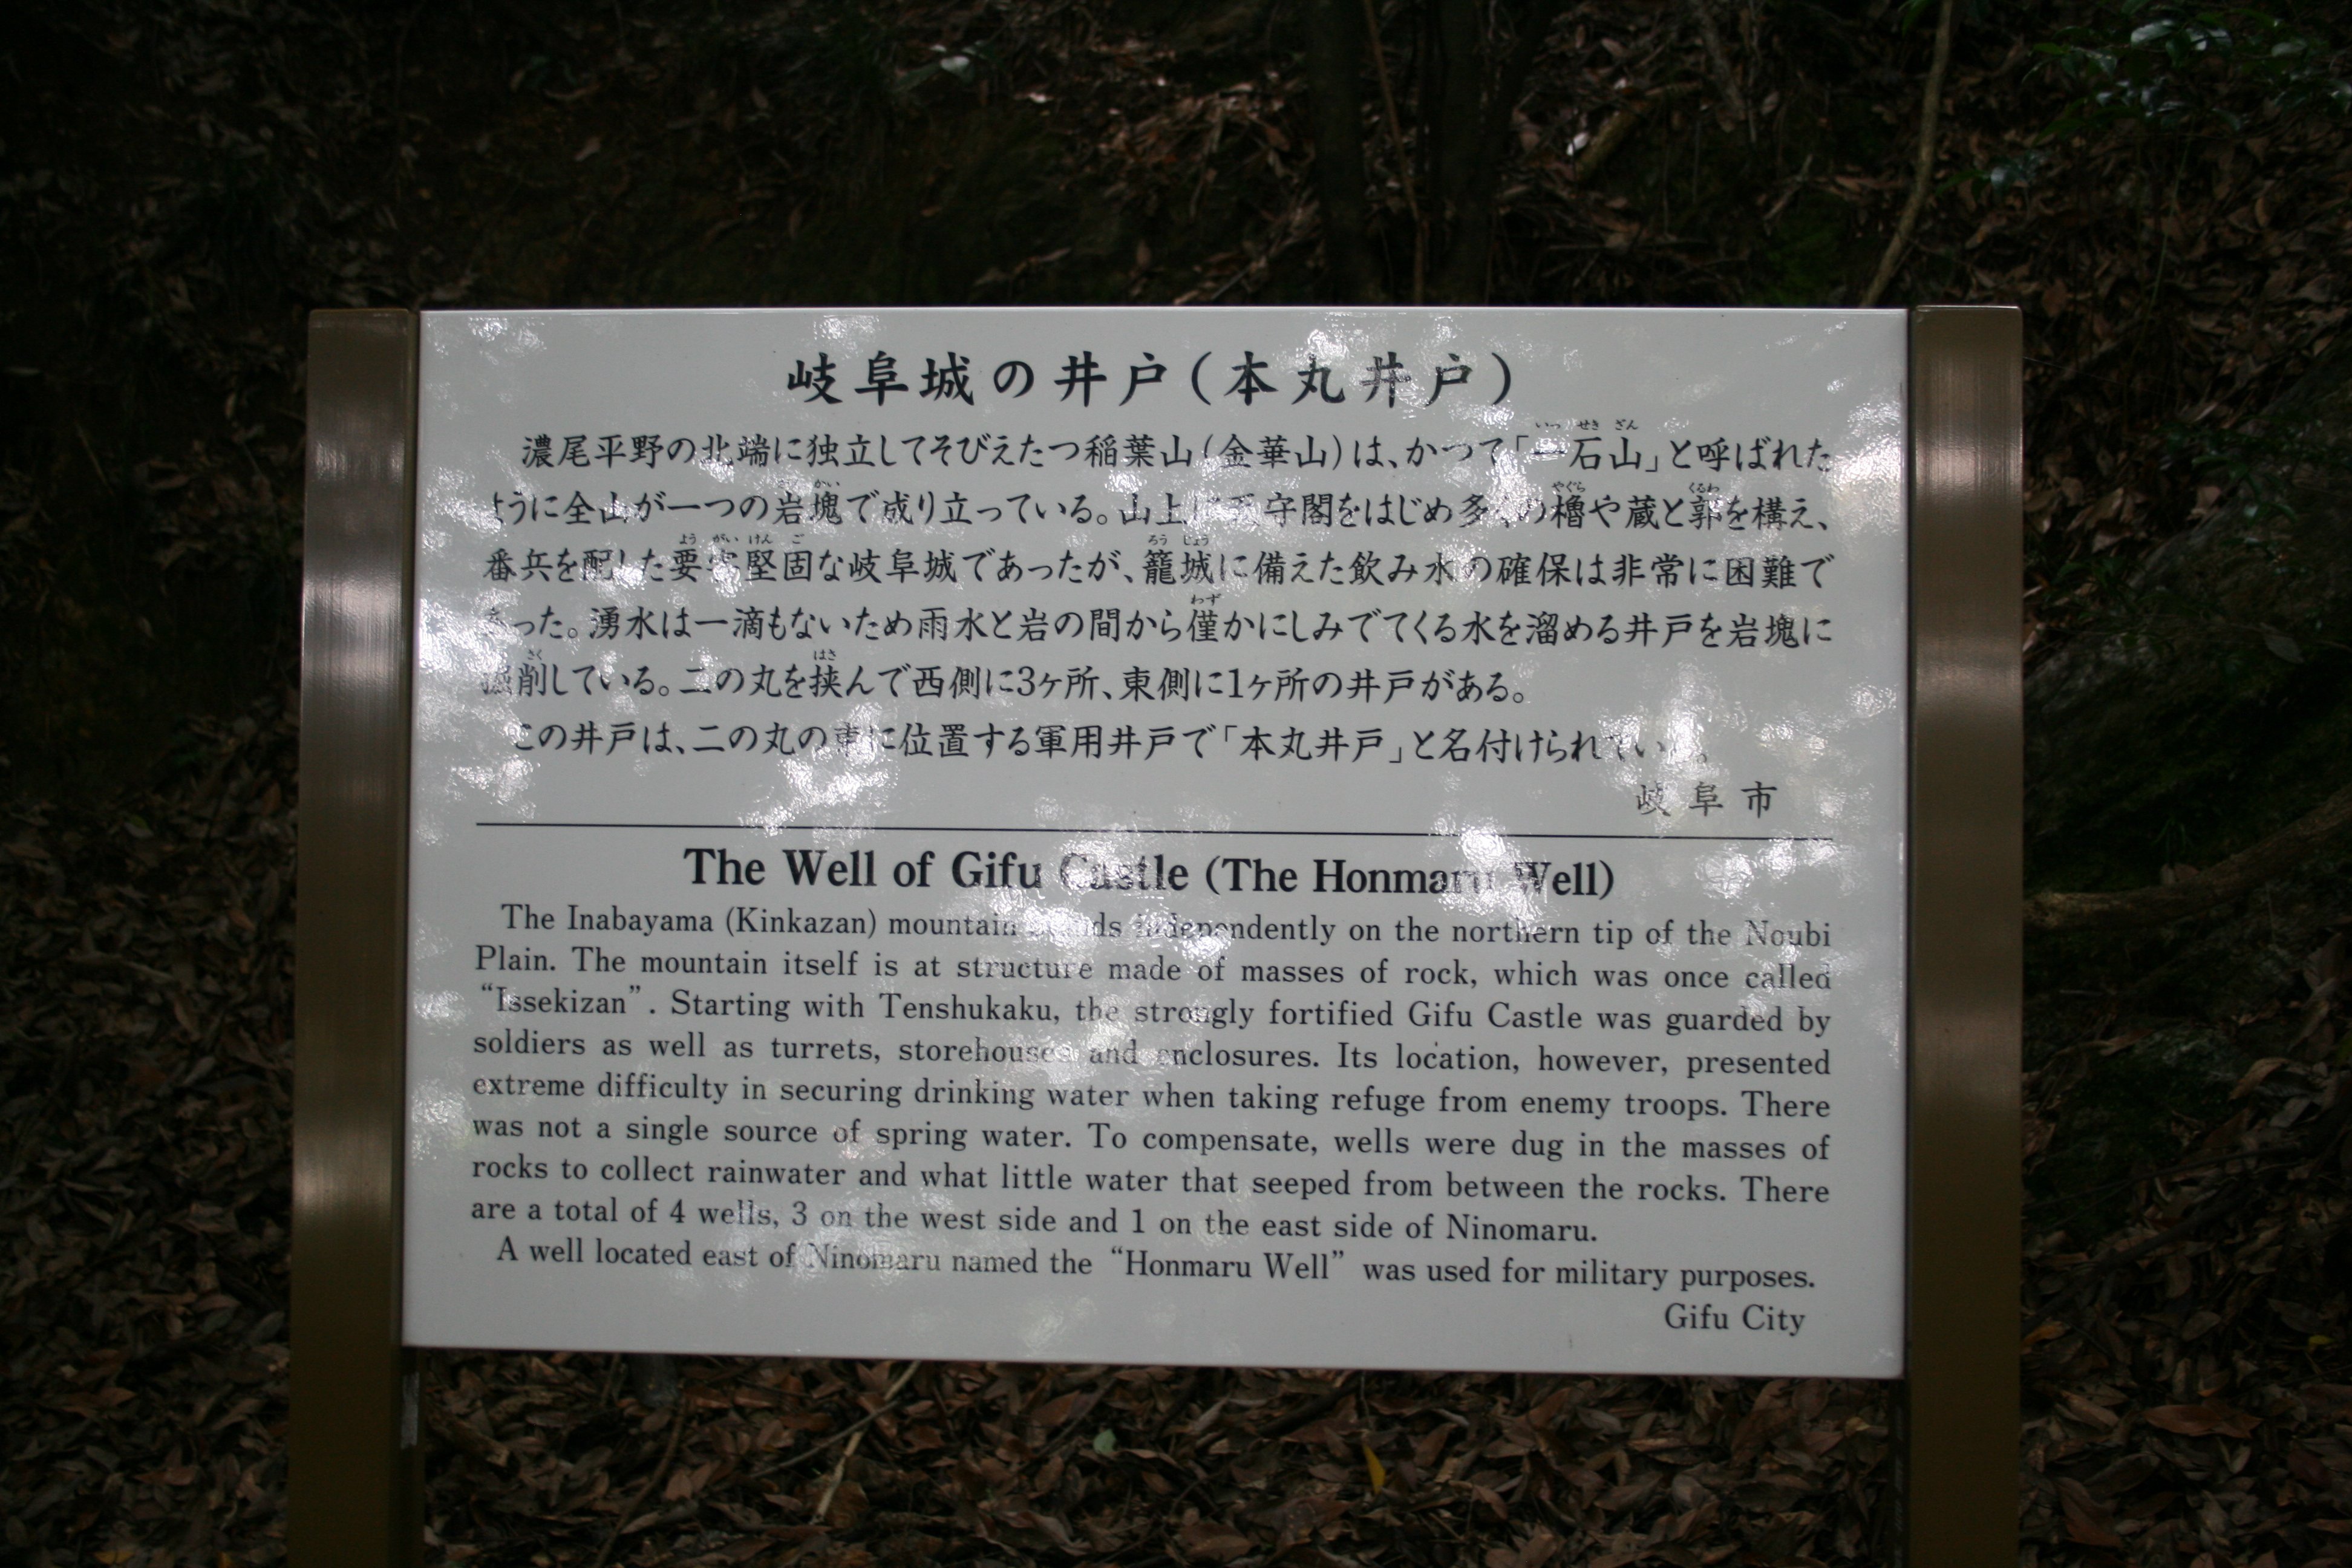 岐阜城の井戸(本丸井戸)
濃尾平野の北端に独立してそびえたつ稲葉山(金華山)は、かつて「一石山」と呼ばれた
ように全山が一つの岩塊で成り立っている。山上に天守閣をはじめ多くの櫓や蔵と郭を構え、
番兵を配した要害堅固な岐阜城であったが、籠城に備えた飲み水の確保は非常に困難で
あった。湧水は一滴もないため雨水と岩の間から僅かにしみでてくる水を溜める井戸を岩塊に
掘削している。二の丸を挟んで西側に3ヶ所、東側に1ヶ所の井戸がある。
この井戸は、二の丸の東に位置する軍用井戸で「本丸井戸」と名付けられている。
岐阜市
The Well of Gifu Castle (The Honmaru Well)
The Inabayama (Kinkazan) mountain stands independently on the northern tip of the Noubi
Plain. The mountain itself is at structure made of masses of rock, which was once called
“Issekizan”. Starting with Tenshukaku, the strongly fortified Gifu Castle was guarded by
soldiers as well as turrets, storehouses and enclosures. Its location, however, presented
extreme difficulty in securing drinking water when taking refuge from enemy troops. There
was not a single source of spring water. To compensate, wells were dug in the masses of
rocks to collect rainwater and what little water that seeped from between the rocks. There
are a total of 4 wells, 3 on the west side and 1 on the east side of Ninomaru.
A well located east of Ninomaru named the “Honmaru Well” was used for military purposes.
Gifu City